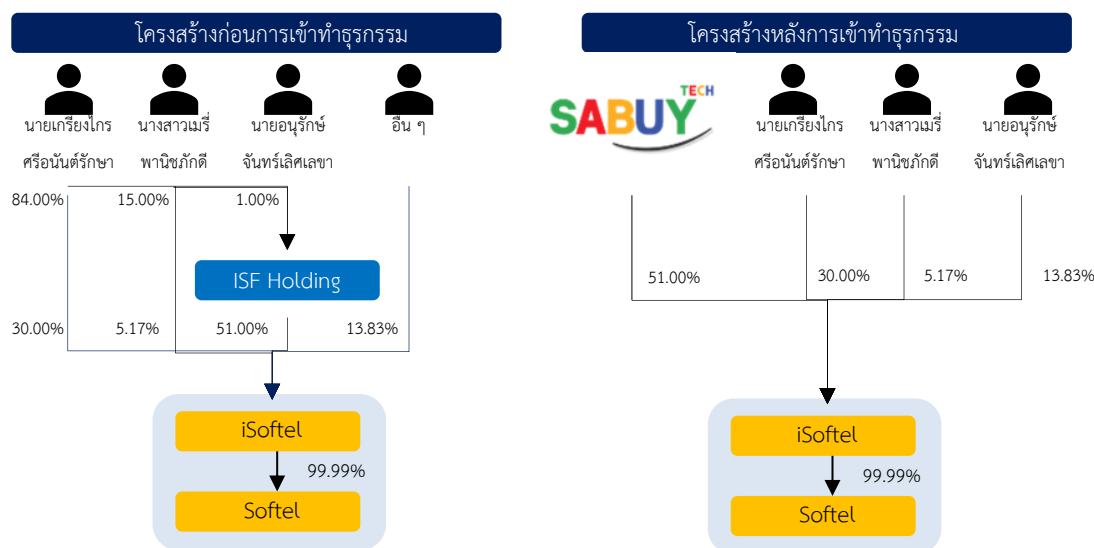 โครงสร้างก่อนการเข้าทำธุรกรรม
นายเกรียงไกร
ศรีอนันต์รักษา
นางสาวเมรี่
พานิชภักดี
นายอนุรักษ์
จันทร์เลิศเลขา
อื่น ๆ
84.00%
15.00%
1.00%
ISF Holding
30.00%
5.17%
51.00%
13.83%
iSoftel
99.99%
Softel
โครงสร้างหลังการเข้าทำธุรกรรม
SABUY
TECH
นายเกรียงไกร
ศรีอนันต์รักษา
นางสาวเมรี่
พานิชภักดี
นายอนุรักษ์
จันทร์เลิศเลขา
51.00%
30.00%
5.17%
13.83%
iSoftel
99.99%
Softel